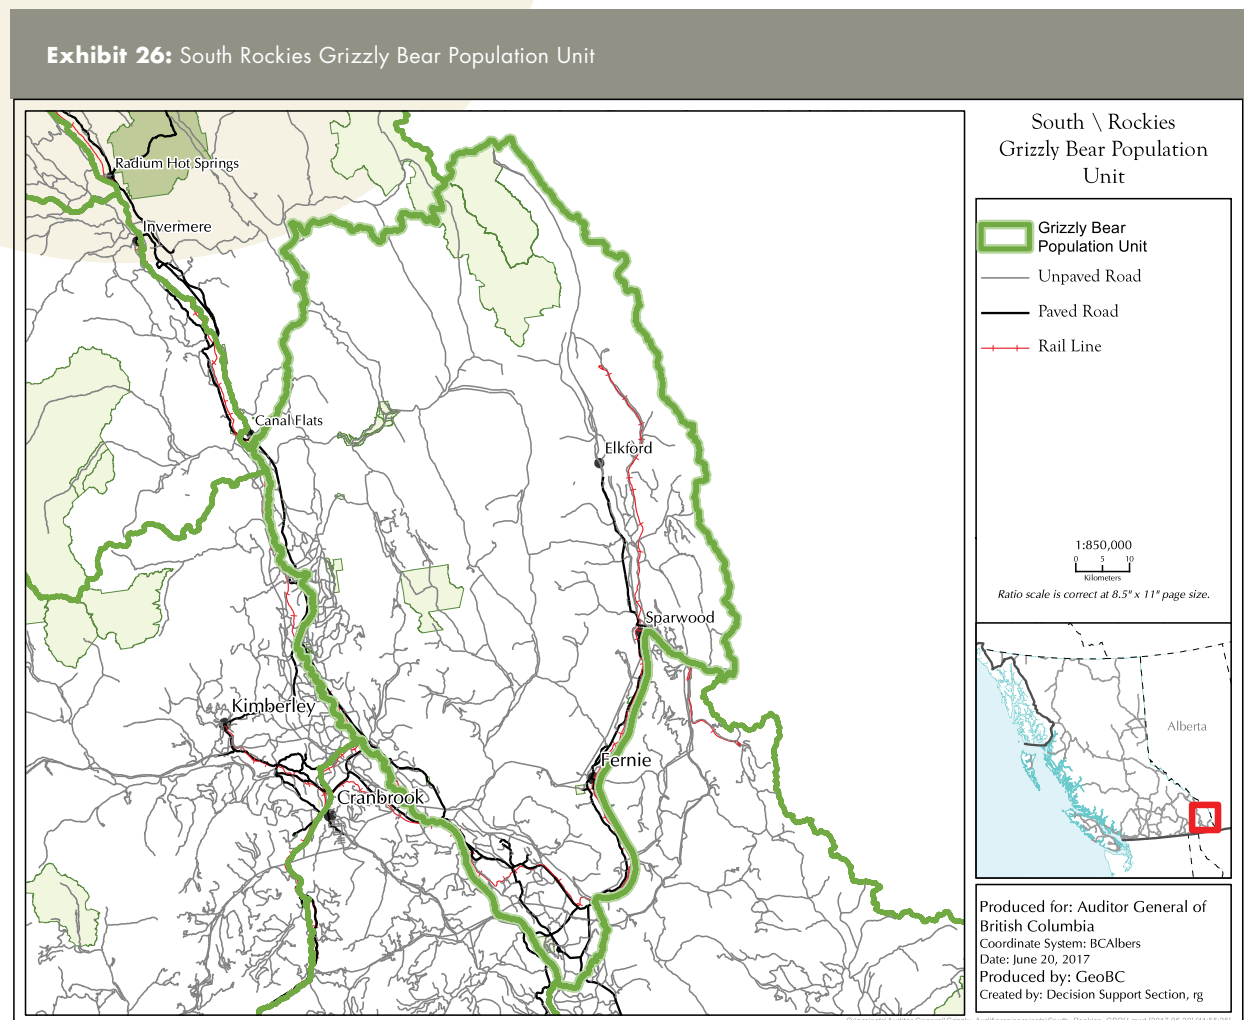 Exhibit 26: South Rockies Grizzly Bear Population Unit
South \ Rockies
Grizzly Bear Population
Unit
Grizzly Bear
Population Unit
Unpaved Road
Paved Road
Rail Line
1:850,000
0 5 10
Kilometers
Ratio scale is correct at 8.5" x 11" page size.
Radium Hot Springs
Invermere
Canal Flats
Elkford
Sparwood
Kimberley
Fernie
Cranbrook
Alberta
Produced for: Auditor General of
British Columbia
Coordinate System: BCAlbers
Date: June 20, 2017
Produced by: GeoBC
Created by: Decision Support Section, rg